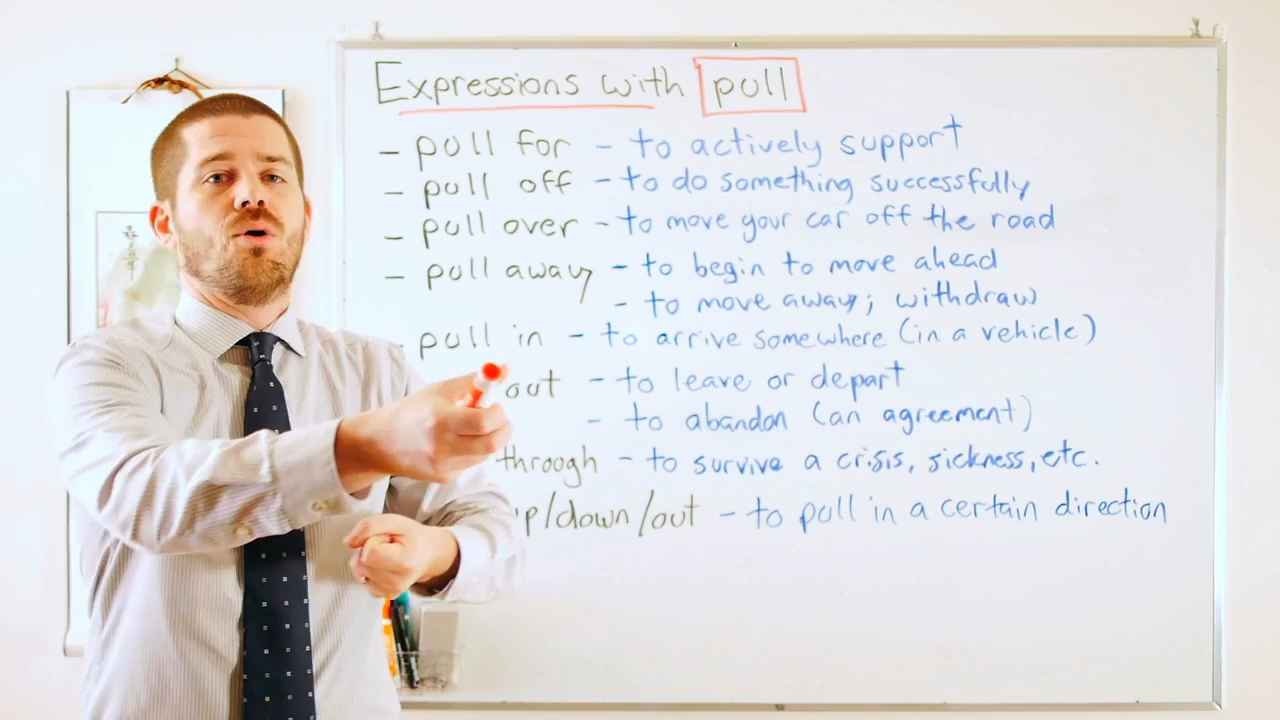 Expressions with pull
- pull for - to actively support
- pull off - to do something successfully
- pull over - to move your car off the road
- pull away - to begin to move ahead
- to move away; withdraw
pull in - to arrive somewhere (in a vehicle)
out - to leave or depart
- to abandon (an agreement)
through - to survive a crisis, sickness, etc.
/down/out - to pull in a certain direction